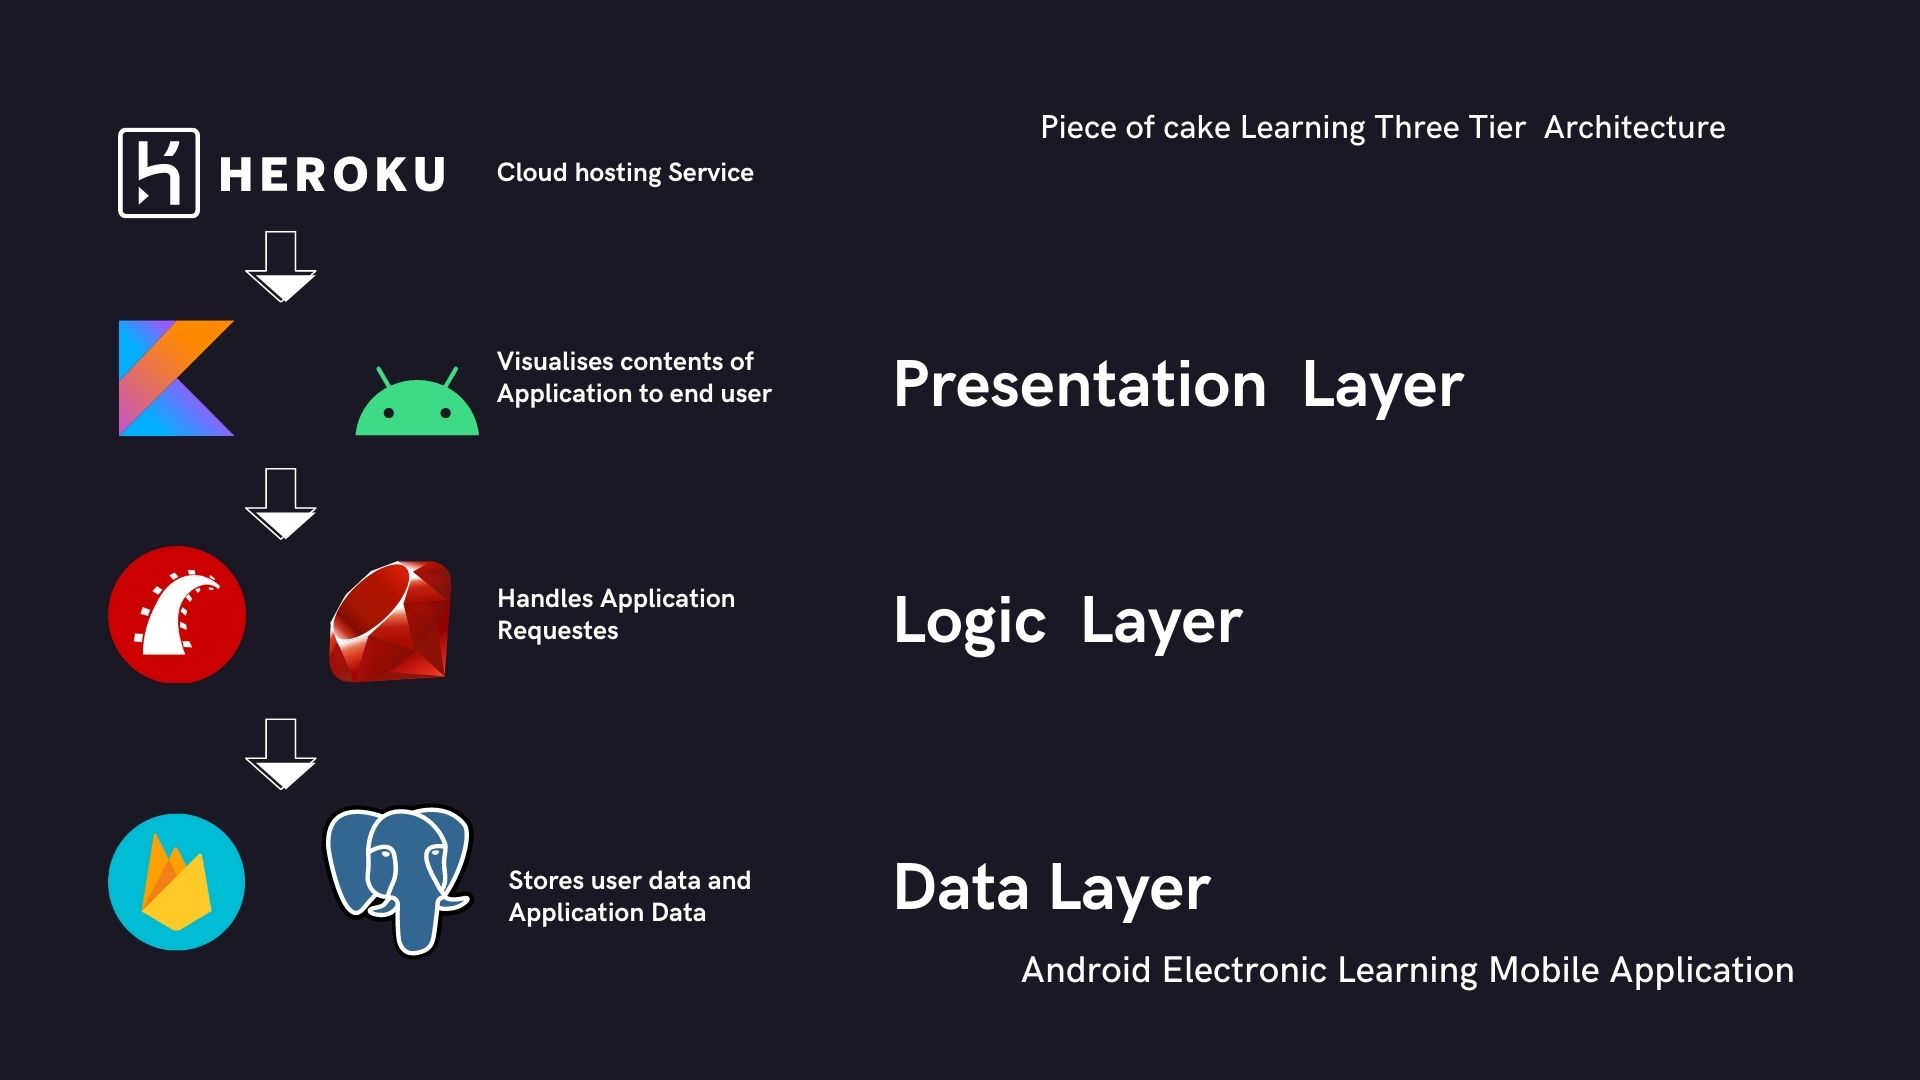 Piece of cake Learning Three Tier  Architecture
HEROKU
Cloud hosting Service
Visualises contents of
Application to end user
Presentation  Layer
Handles Application
Requestes
Logic  Layer
Stores user data and
Application Data
Data Layer
Android Electronic Learning Mobile Application